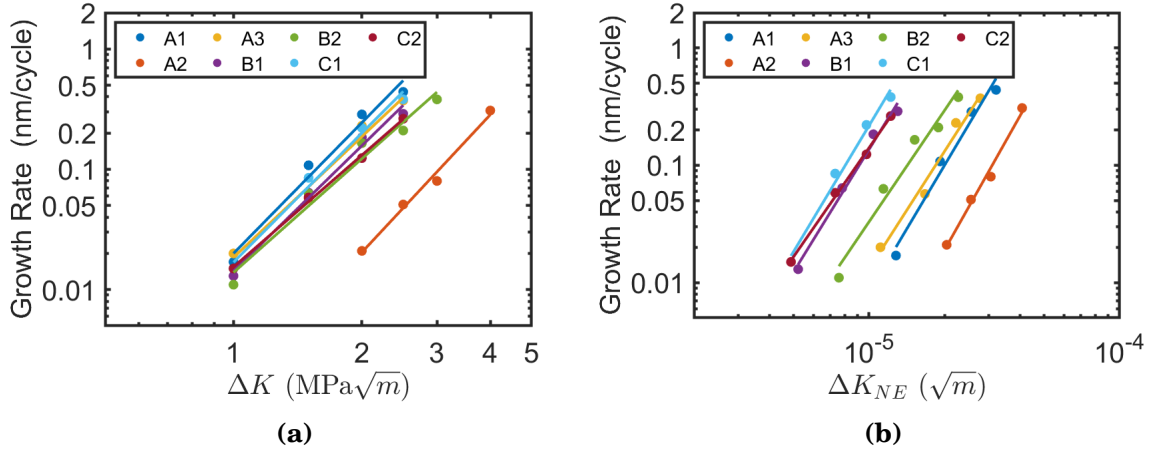 Growth Rate (nm/cycle)
2
1
0.5
0.2
0.1
0.05
0.01
A1 A3 B2 C2
A2 B1 C1
1 2 3 4 5
ΔK (MPa√m)
(a)
Growth Rate (nm/cycle)
2
1
0.5
0.2
0.1
0.05
0.01
A1 A3 B2 C2
A2 B1 C1
10⁻⁵ 10⁻⁴
ΔK_NE (√m)
(b)